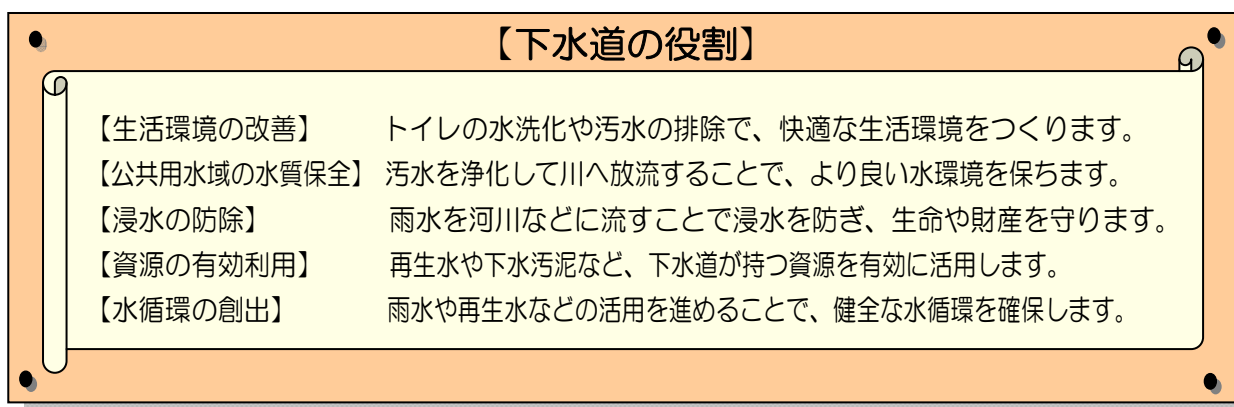 【下水道の役割】
【生活環境の改善】 トイレの水洗化や汚水の排除で、快適な生活環境をつくります。
【公共用水域の水質保全】 汚水を浄化して川へ放流することで、より良い水環境を保ちます。
【浸水の防除】 雨水を河川などに流すことで浸水を防ぎ、生命や財産を守ります。
【資源の有効利用】 再生水や下水汚泥など、下水道が持つ資源を有効に活用します。
【水循環の創出】 雨水や再生水などの活用を進めることで、健全な水循環を確保します。